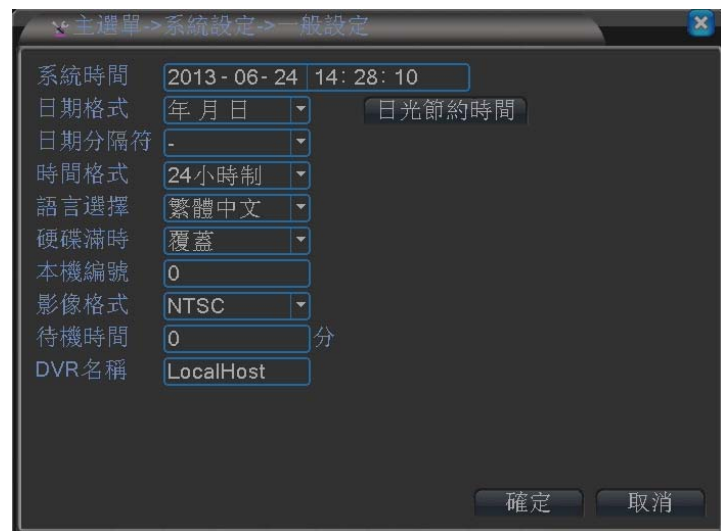 主選單->系統設定->一般設定
系統時間 2013-06-24 14:28:10
日期格式 年月日 日光節約時間
日期分隔符 -
時間格式 24小時制
語言選擇 繁體中文
硬碟滿時 覆蓋
本機編號 0
影像格式 NTSC
待機時間 0 分
DVR名稱 LocalHost
確定 取消